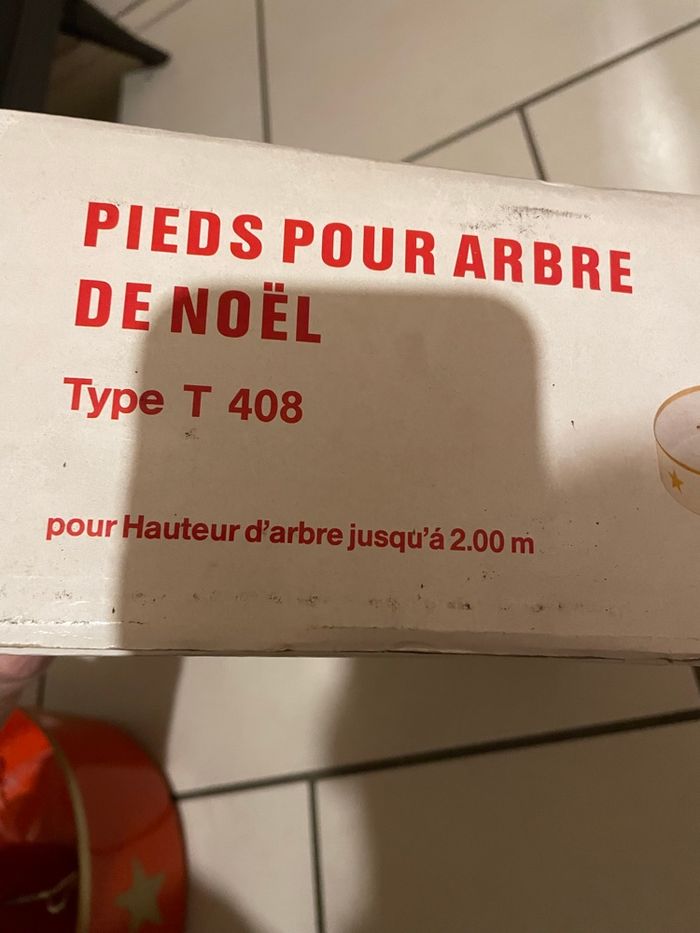 PIEDS POUR ARBRE
DE NOËL
Type T 408
pour Hauteur d'arbre jusqu'á 2.00 m